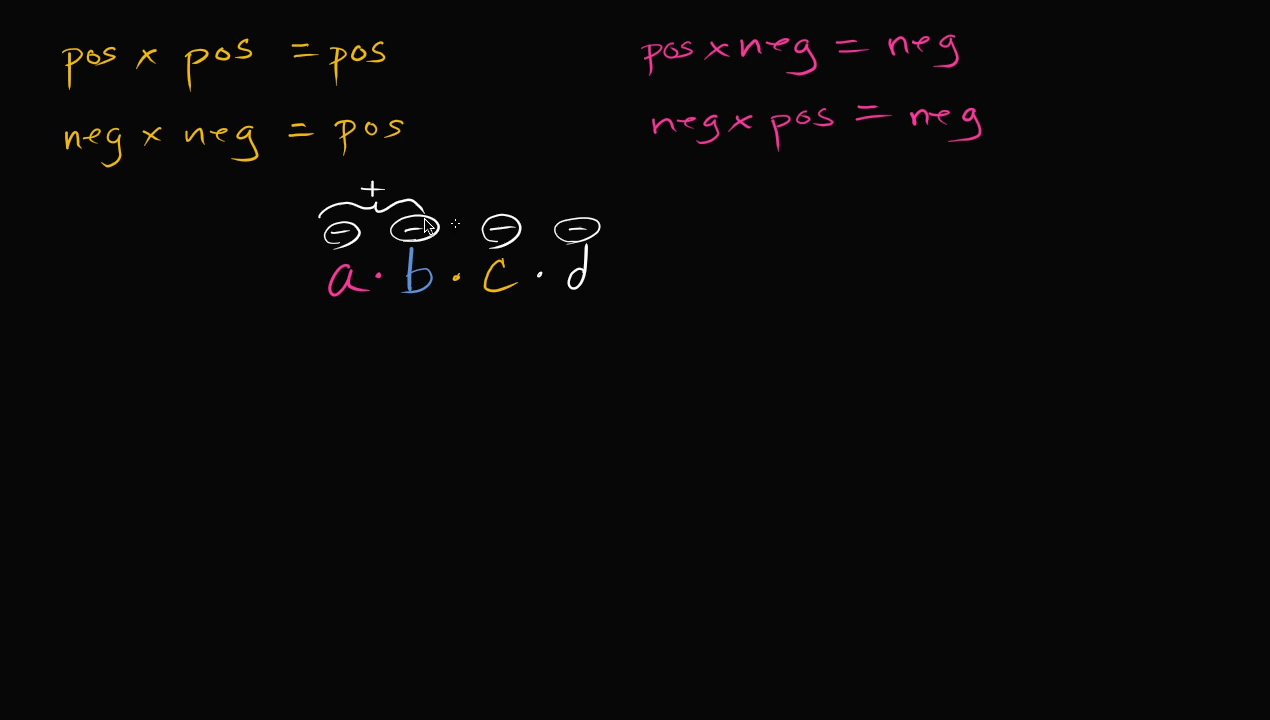 pos x pos = pos
pos x neg = neg
neg x neg = pos
neg x pos = neg
+
- - - -
a · b · c · d